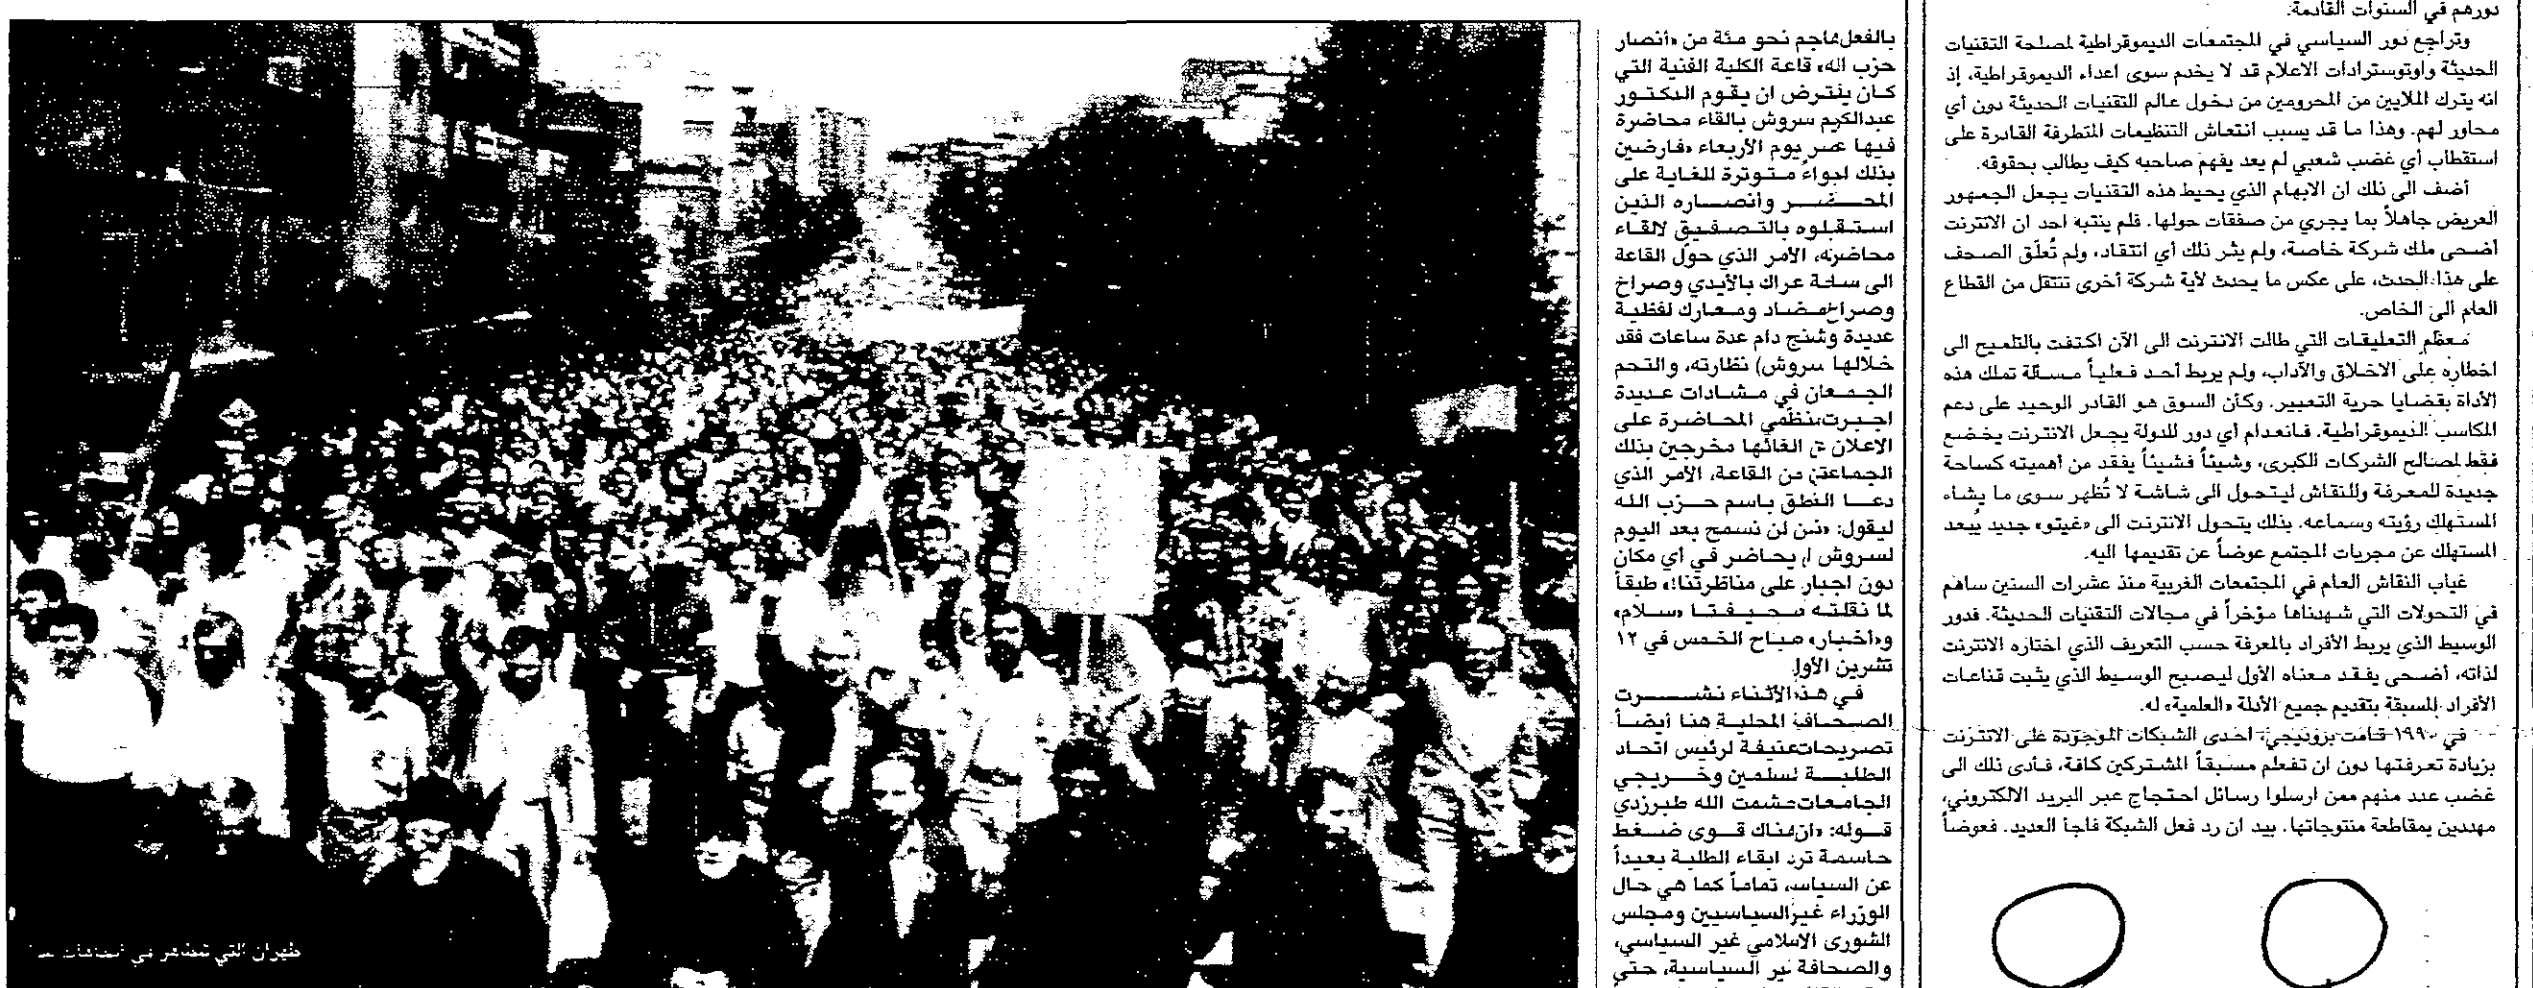 دورهم في السنوات القادمة.
وتراجع دور السياسي في المجتمعات الديموقراطية لمصلحة التقنيات
الحديثة واوتوسترادات الاعلام قد لا يخدم سوى اعداء الديموقراطية، إذ
انه يترك الملايين من المحرومين من دخول عالم التقنيات الحديثة دون أي
محاور لهم. وهذا ما قد يسبب انتعاش التنظيمات المتطرفة القادرة على
استقطاب أي غضب شعبي لم يعد يفهم صاحبه كيف يطالب بحقوقه.
أضف الى ذلك ان الابهام الذي يحيط هذه التقنيات يجعل الجمهور
العريض جاهلاً بما يجري من صفقات حولها. فلم ينتبه احد ان الانترنت
أضحى ملك شركة خاصة، ولم يثر ذلك أي انتقاد، ولم تُعلّق الصحف
على هذا الحدث، على عكس ما يحدث لأية شركة أخرى تنتقل من القطاع
العام الى الخاص.
معظم التعليقات التي طالت الانترنت الى الآن اكتفت بالتلميح الى
اخطاره على الاخلاق والآداب، ولم يربط أحد فعلياً مسئلة تملك هذه
الأداة بقضايا حرية التعبير. وكأن السوق هو القادر الوحيد على دعم
المكاسب الديموقراطية. فانعدام أي دور للدولة يجعل الانترنت يخضع
فقط لمصالح الشركات الكبرى، وشيئاً فشيئاً يفقد من أهميته كساحة
جديدة للمعرفة وللنقاش ليتحول الى شاشة لا تُظهر سوى ما يشاء
المستهلك رؤيته وسماعه. بذلك يتحول الانترنت الى «غيتو» جديد يُبعد
المستهلك عن مجريات المجتمع عوضاً عن تقديمها اليه.
غياب النقاش العام في المجتمعات الغربية منذ عشرات السنين ساهم
في التحولات التي شهدناها مؤخراً في مجالات التقنيات الحديثة. فدور
الوسيط الذي يربط الأفراد بالمعرفة حسب التعريف الذي اختاره الانترنت
لذاته، أضحى يفقد معناه الأول ليصبح الوسيط الذي يثبت قناعات
الأفراد المسبقة بتقديم جميع الأدلة «العلمية» له.
في ١٩٩٠ قامت احدى الشبكات الموجودة على الانترنت
بزيادة تعرفتها دون ان تفعلم مسبقاً المشتركين كافة، فأدى ذلك الى
غضب عدد منهم ممن ارسلوا رسائل احتجاج عبر البريد الالكتروني،
مهددين بمقاطعة منتوجاتها. بيد ان رد فعل الشبكة فاجأ العديد. فعوضاً
بالفعل هاجم نحو مئة من «أنصار
حزب الله» قاعة الكلية الفنية التي
كان يفترض ان يقوم الدكتور
عبدالكريم سروش بالقاء محاضرة
فيها عصر يوم الأربعاء «فارضين
بذلك اجواءً متوترة للغاية على
المحضر وأنصاره الذين
استقبلوه بالتصفيق لالقاء
محاضرته، الأمر الذي حوّل القاعة
الى ساحة عراك بالأيدي وصراخ
وصراخ مضاد ومعارك لفظية
عديدة وشنج دام عدة ساعات فقد
خلالها سروش) نظارته، والتحم
الجمعان في مشادات عديدة
اجبرت منظمي المحاضرة على
الاعلان عن الغائها مخرجين بذلك
الجماعتين من القاعة، الأمر الذي
دعا النطق باسم حزب الله
ليقول: «نحن لن نسمح بعد اليوم
لسروش ان يحاضر في أي مكان
دون اجبار على مناظرتنا!» طبقاً
لما نقلته صحيفتا «سلام»
و«أخبار» صباح الخمس في ١٢
تشرين الأول.
في هذه الأثناء نشرت
الصحافة المحلية هنا أيضاً
تصريحات عنيفة لرئيس اتحاد
الطلبة لسلمين وخريجي
الجامعات حشمت الله طبرزدي
قوله: «ان هناك قوى ضغط
حاسمة تريد ابقاء الطلبة بعيداً
عن السياسة، تماماً كما هي حال
الوزراء غير السياسيين ومجلس
الشورى الاسلامي غير السياسي،
والصحافة غير السياسية، حتى
طهران التي تتظاهر في